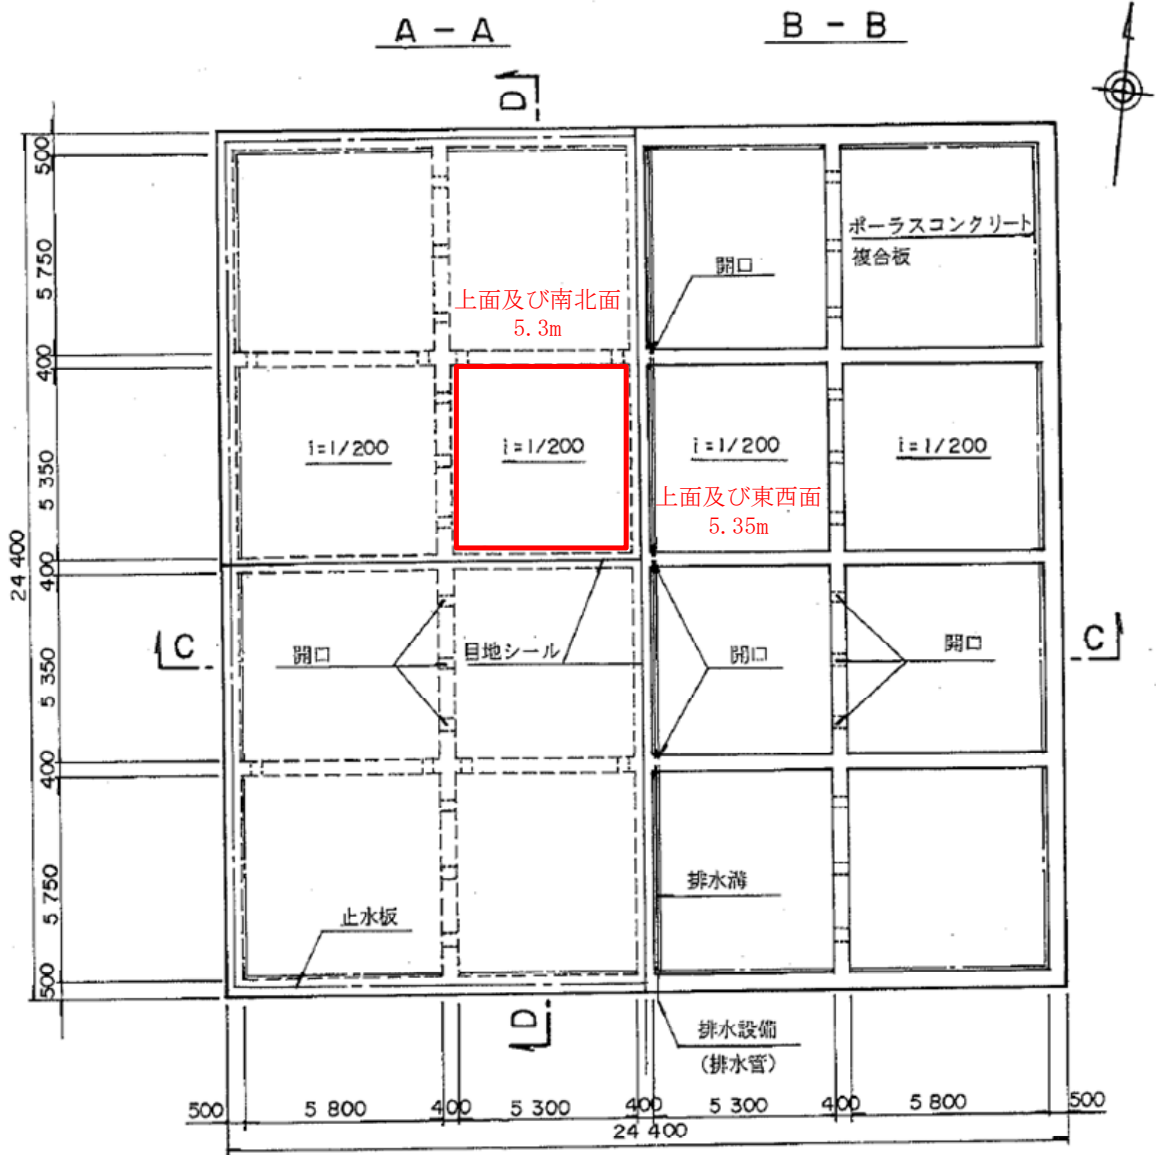 A - A
B - B
D
500
5 750
400
5 350
400
5 350
400
5 750
500
24 400
開口
ポーラスコンクリート
複合板
上面及び南北面
5.3m
i=1/200
i=1/200
i=1/200
i=1/200
上面及び東西面
5.35m
C
C
開口
目地シール
開口
開口
排水溝
止水板
D
排水設備
(排水管)
500
5 800
400
5 300
400
5 300
400
5 800
500
24 400